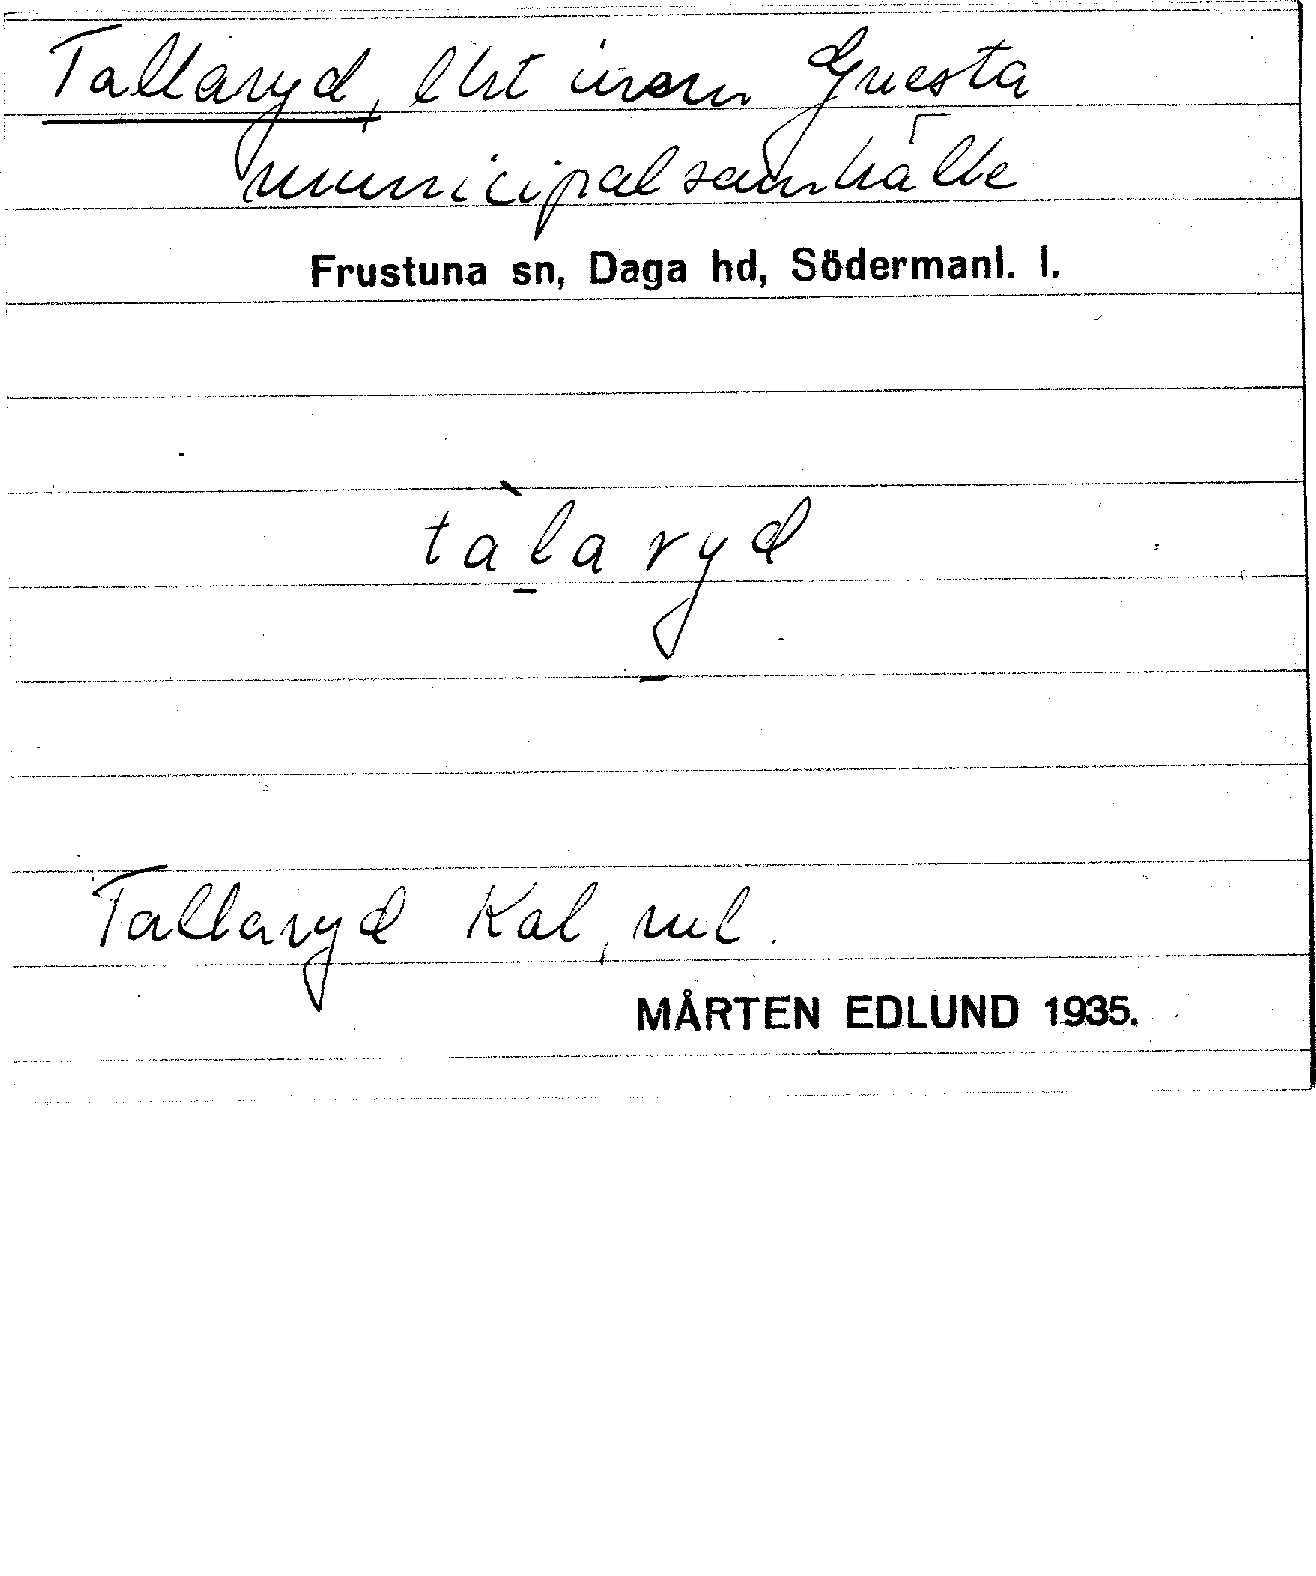 Tallaryd, lht inom Gnesta
municipalsamhälle
Frustuna sn, Daga hd, Södermanl. l.
tàlaryd
Tallaryd Kal, ml.
MÅRTEN EDLUND 1935.